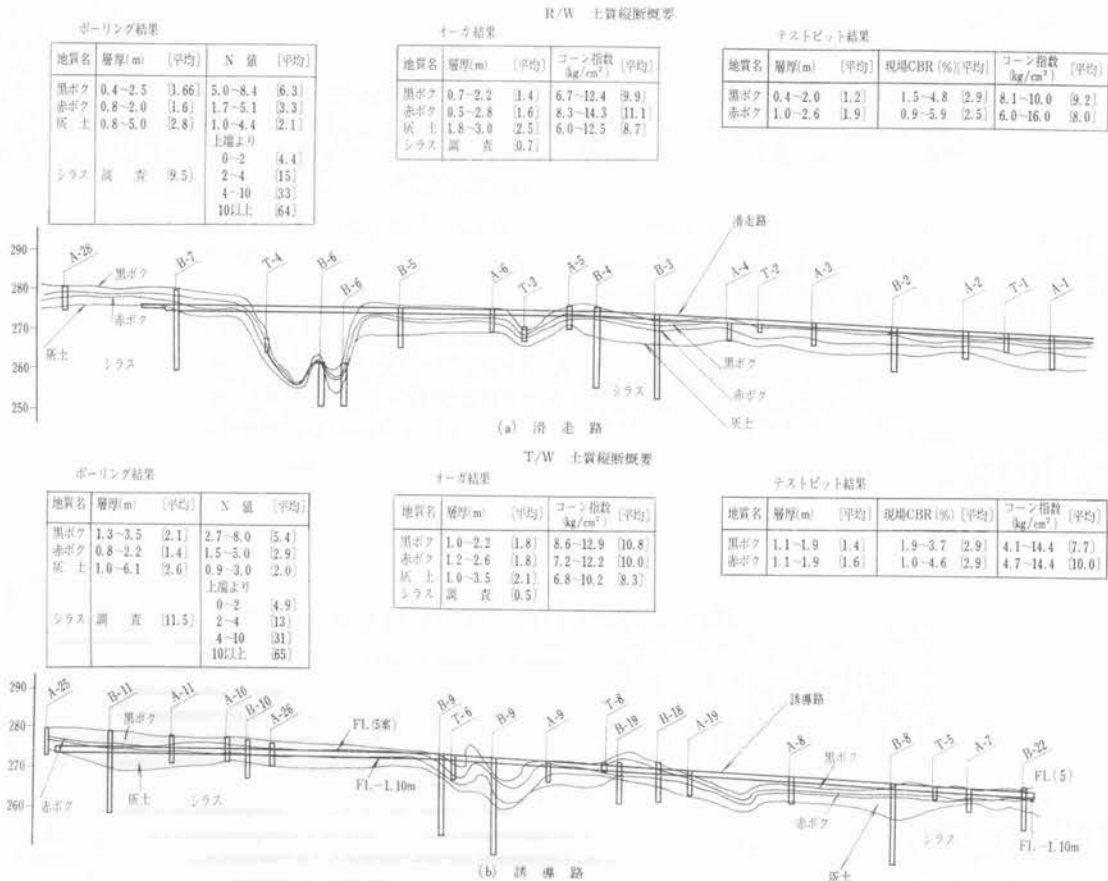 R/W 土質縦断概要
ボーリング結果
地質名 層厚(m) [平均] N 値 [平均]
黒ボク 0.4~2.5 [1.66] 5.0~8.4 [6.3]
赤ボク 0.8~2.0 [1.6] 1.7~5.1 [3.3]
灰土 0.8~5.0 [2.8] 1.0~4.4 [2.1]
上端より
0~2 [4.4]
シラス 調査 [9.5] 2~4 [15]
4~10 [33]
10以上 [64]
オーガ結果
地質名 層厚(m) [平均] コーン指数(kg/cm²) [平均]
黒ボク 0.7~2.2 [1.4] 6.7~12.4 [9.9]
赤ボク 0.5~2.8 [1.6] 8.3~14.3 [11.1]
灰土 1.8~3.0 [2.5] 6.0~12.5 [8.7]
シラス 調査 [0.7]
テストピット結果
地質名 層厚(m) [平均] 現場CBR(%) [平均] コーン指数(kg/cm²) [平均]
黒ボク 0.4~2.0 [1.2] 1.5~4.8 [2.9] 8.1~10.0 [9.2]
赤ボク 1.0~2.6 [1.9] 0.9~5.9 [2.5] 6.0~16.0 [8.0]
290
280
270
260
250
A-28 B-7 T-4 B-6 B-6 B-5 A-6 T-3 A-5 B-4 B-3 A-4 T-2 A-3 B-2 A-2 T-1 A-1
滑走路
黒ボク
赤ボク
灰土
シラス
シラス
黒ボク
赤ボク
灰土
(a) 滑走路
T/W 土質縦断概要
ボーリング結果
地質名 層厚(m) [平均] N 値 [平均]
黒ボク 1.3~3.5 [2.1] 2.7~8.0 [5.4]
赤ボク 0.8~2.2 [1.4] 1.5~5.0 [2.9]
灰土 1.0~6.1 [2.6] 0.9~3.0 [2.0]
上端より
0~2 [4.9]
シラス 調査 [11.5] 2~4 [13]
4~10 [31]
10以上 [65]
オーガ結果
地質名 層厚(m) [平均] コーン指数(kg/cm²) [平均]
黒ボク 1.0~2.2 [1.8] 8.6~12.9 [10.8]
赤ボク 1.2~2.6 [1.8] 7.2~12.2 [10.0]
灰土 1.0~3.5 [2.1] 6.8~10.2 [8.3]
シラス 調査 [0.5]
テストピット結果
地質名 層厚(m) [平均] 現場CBR(%) [平均] コーン指数(kg/cm²) [平均]
黒ボク 1.1~1.9 [1.4] 1.9~3.7 [2.9] 4.1~14.4 [7.7]
赤ボク 1.1~1.9 [1.6] 1.0~4.6 [2.9] 4.7~14.4 [10.0]
290
280
270
260
A-25 B-11 A-11 A-10 B-10 A-26 B-9 T-6 B-9 A-9 T-8 B-19 B-18 A-19 A-8 B-8 T-5 A-7 B-22
黒ボク
FL(5案)
誘導路
黒ボク
FL(5)
FL-1.10m
赤ボク
灰土
シラス
赤ボク
シラス
FL-1.10m
灰土
(b) 誘導路